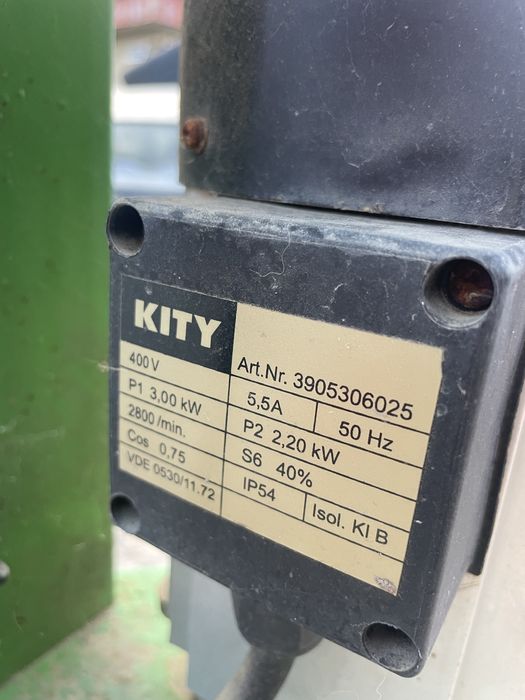 KITY
Art.Nr. 3905306025
400 V
5,5A
50 Hz
P1 3,00 kW
P2 2,20 kW
2800 /min.
S6 40%
Cos 0,75
IP54
Isol. Kl B
VDE 0530/11.72